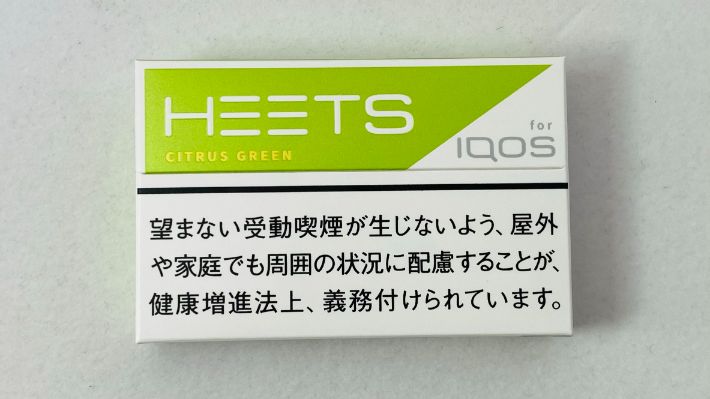 HEETS
CITRUS GREEN
for
IQOS
望まない受動喫煙が生じないよう、屋外
や家庭でも周囲の状況に配慮することが、
健康増進法上、義務付けられています。